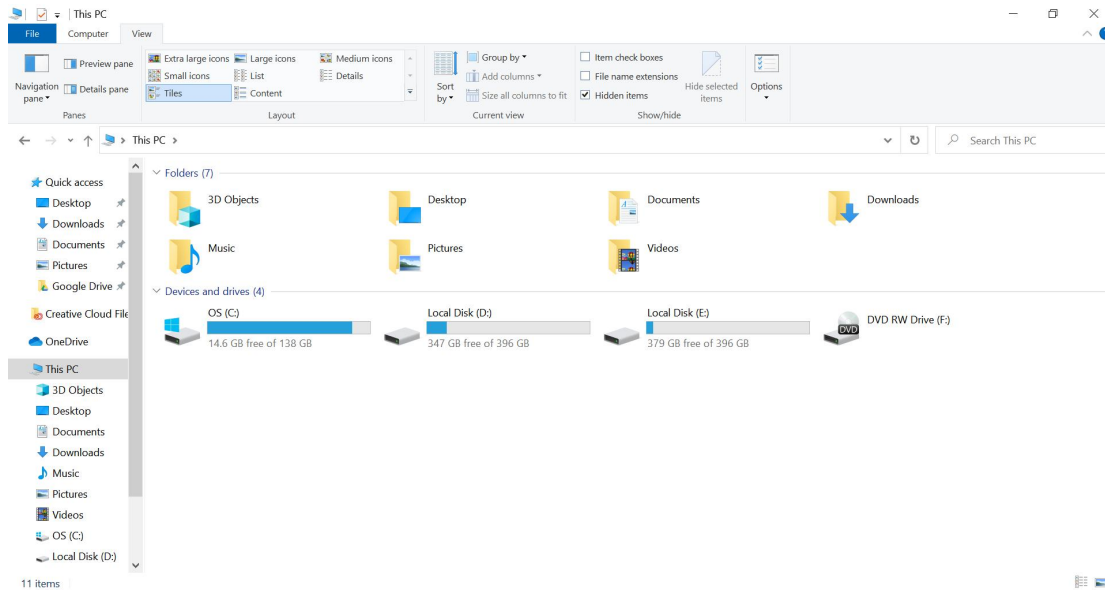 This PC
File Computer View
Preview pane
Details pane
Navigation pane
Panes
Extra large icons Large icons Medium icons
Small icons List Details
Tiles Content
Layout
Sort by
Group by
Add columns
Size all columns to fit
Current view
Item check boxes
File name extensions
Hidden items
Hide selected items
Show/hide
Options
This PC
Search This PC
Quick access
Desktop
Downloads
Documents
Pictures
Google Drive
Creative Cloud File
OneDrive
This PC
3D Objects
Desktop
Documents
Downloads
Music
Pictures
Videos
OS (C:)
Local Disk (D:)
Folders (7)
3D Objects Desktop Documents Downloads
Music Pictures Videos
Devices and drives (4)
OS (C:)
14.6 GB free of 138 GB
Local Disk (D:)
347 GB free of 396 GB
Local Disk (E:)
379 GB free of 396 GB
DVD RW Drive (F:)
DVD
11 items